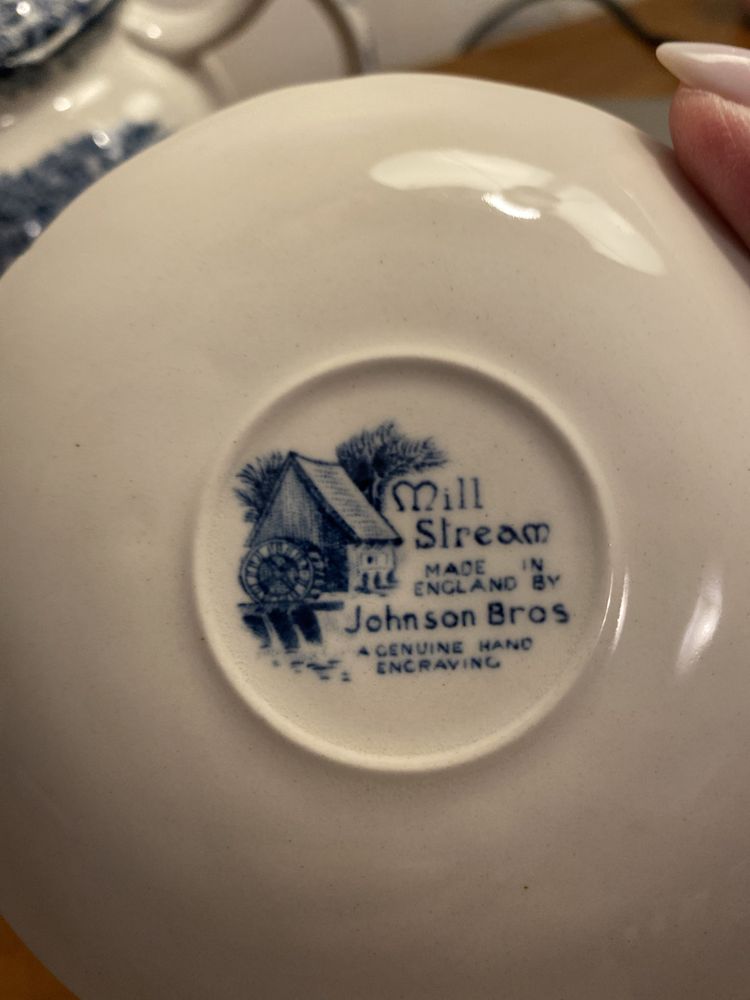 Mill
Stream
MADE IN
ENGLAND BY
Johnson Bros
A GENUINE HAND
ENGRAVING